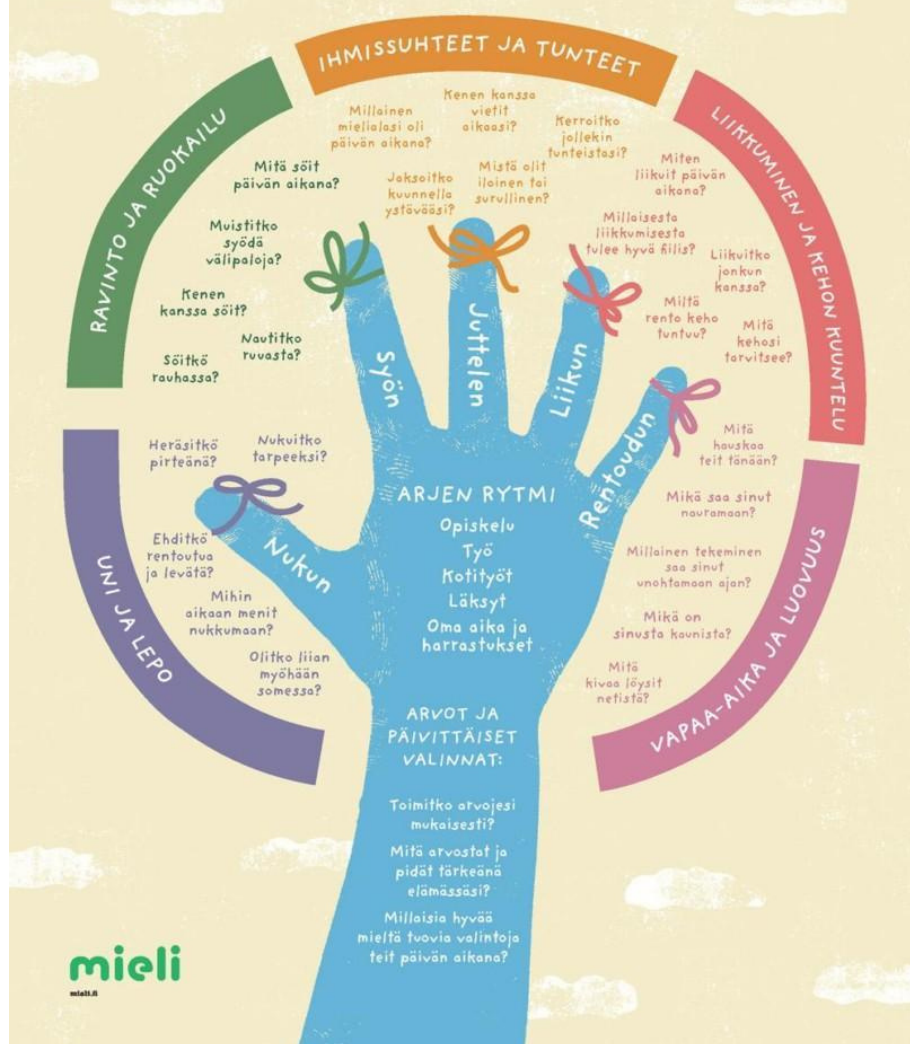 IHMISSUHTEET JA TUNTEET
Millainen
mielialasi oli
päivän aikana?
Kenen kanssa
vietit
aikaasi?
Kerroitko
jollekin
tunteistasi?
Jaksoitko
kuunnella
ystävääsi?
Mistä olit
iloinen tai
surullinen?
RAVINTO JA RUOKAILU
Mitä söit
päivän aikana?
Muistitko
syödä
välipaloja?
Kenen
kanssa söit?
Nautitko
ruvasta?
Söitkö
rauhassa?
LIIKKUMINEN JA KEHON KUUNTELU
Miten
liikuit päivän
aikana?
Millaisesta
liikkumisesta
tulee hyvä fiilis?
Liikuitko
jonkun
kanssa?
Miltä
rento keho
tuntuu?
Mitä
kehosi
tarvitsee?
UNI JA LEPO
Heräsitkö
pirteänä?
Nukuitko
tarpeeksi?
Ehditkö
rentoutua
ja levätä?
Mihin
aikaan menit
nukkumaan?
Olitko liian
myöhään
somessa?
VAPAA-AIKA JA LUOVUUS
Mitä
hauskaa
teit tänään?
Mikä saa sinut
nauramaan?
Millainen tekeminen
saa sinut
unohtamaan ajan?
Mikä on
sinusta kaunista?
Mitä
kivaa löysit
netistä?
Nukun
Syön
Juttelen
Liikun
Rentoudun
ARJEN RYTMI
Opiskelu
Työ
Kotityöt
Läksyt
Oma aika ja
harrastukset
ARVOT JA
PÄIVITTÄISET
VALINNAT:
Toimitko arvojesi
mukaisesti?
Mitä arvostat ja
pidät tärkeänä
elämässäsi?
Millaisia hyvää
mieltä tuovia valintoja
teit päivän aikana?
mieli
mieli.fi